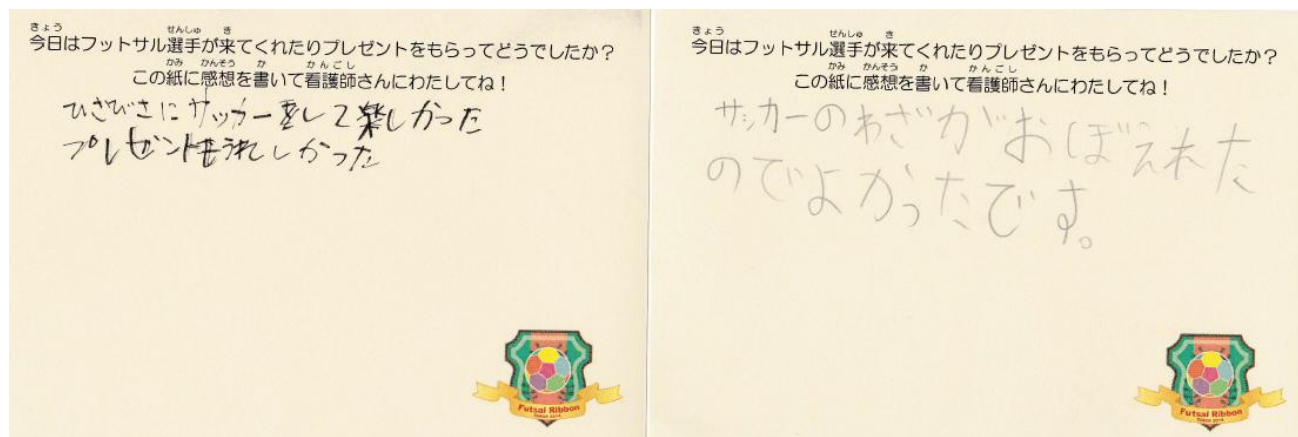 今日はフットサル選手が来てくれたりプレゼントをもらってどうでしたか？
この紙に感想を書いて看護師さんにわたしてね！
ひさびさにサッカーをして楽しかった
プレゼントもうれしかった
Futsal Ribbon
今日はフットサル選手が来てくれたりプレゼントをもらってどうでしたか？
この紙に感想を書いて看護師さんにわたしてね！
サッカーのわざがおぼえれた
のでよかったです。
Futsal Ribbon